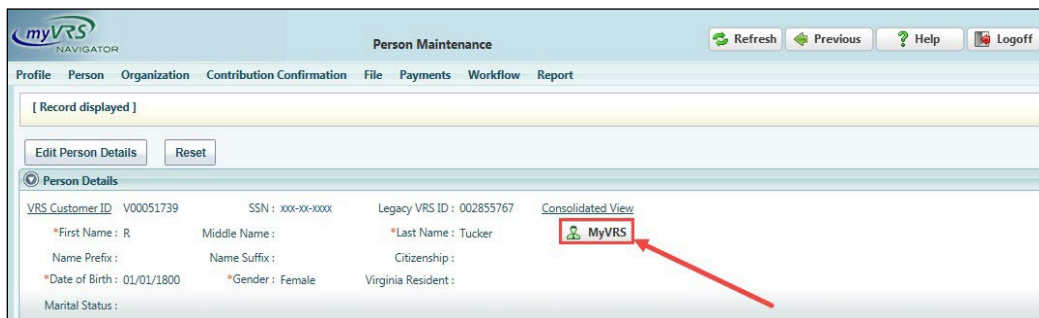 myVRS
NAVIGATOR
Person Maintenance
Refresh Previous ? Help Logoff
Profile Person Organization Contribution Confirmation File Payments Workflow Report
[ Record displayed ]
Edit Person Details Reset
Person Details
VRS Customer ID V00051739 SSN : xxx-xx-xxxx Legacy VRS ID : 002855767 Consolidated View
*First Name : R Middle Name : *Last Name : Tucker MyVRS
Name Prefix : Name Suffix : Citizenship :
*Date of Birth : 01/01/1800 *Gender : Female Virginia Resident :
Marital Status :